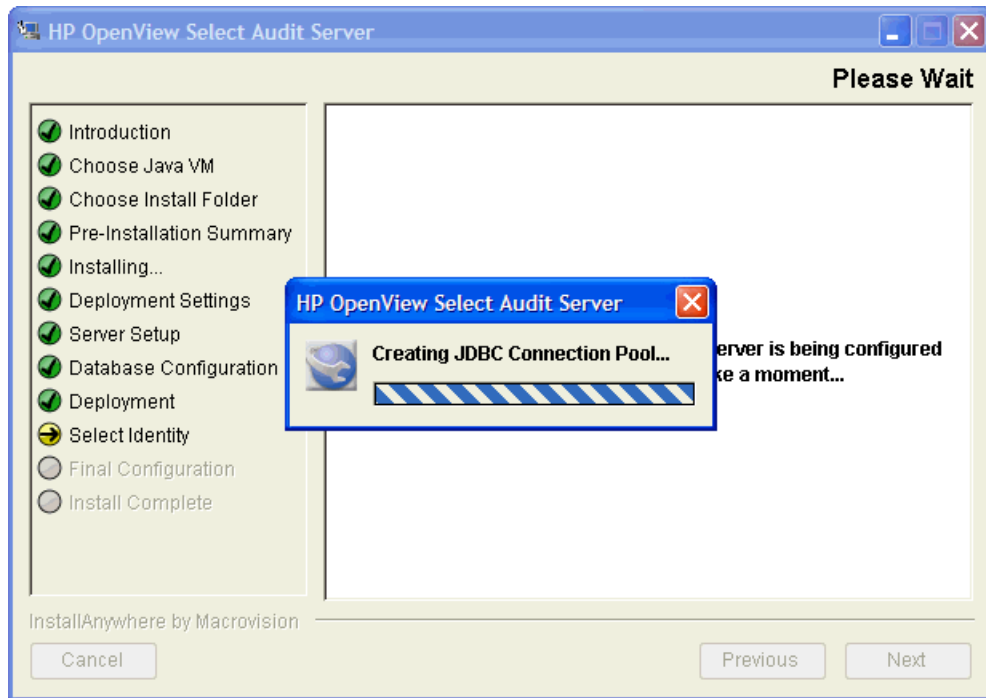 HP OpenView Select Audit Server
Please Wait
Introduction
Choose Java VM
Choose Install Folder
Pre-Installation Summary
Installing...
Deployment Settings
Server Setup
Database Configuration
Deployment
Select Identity
Final Configuration
Install Complete
HP OpenView Select Audit Server
Creating JDBC Connection Pool...
erver is being configured
a moment...
InstallAnywhere by Macrovision
Cancel
Previous
Next